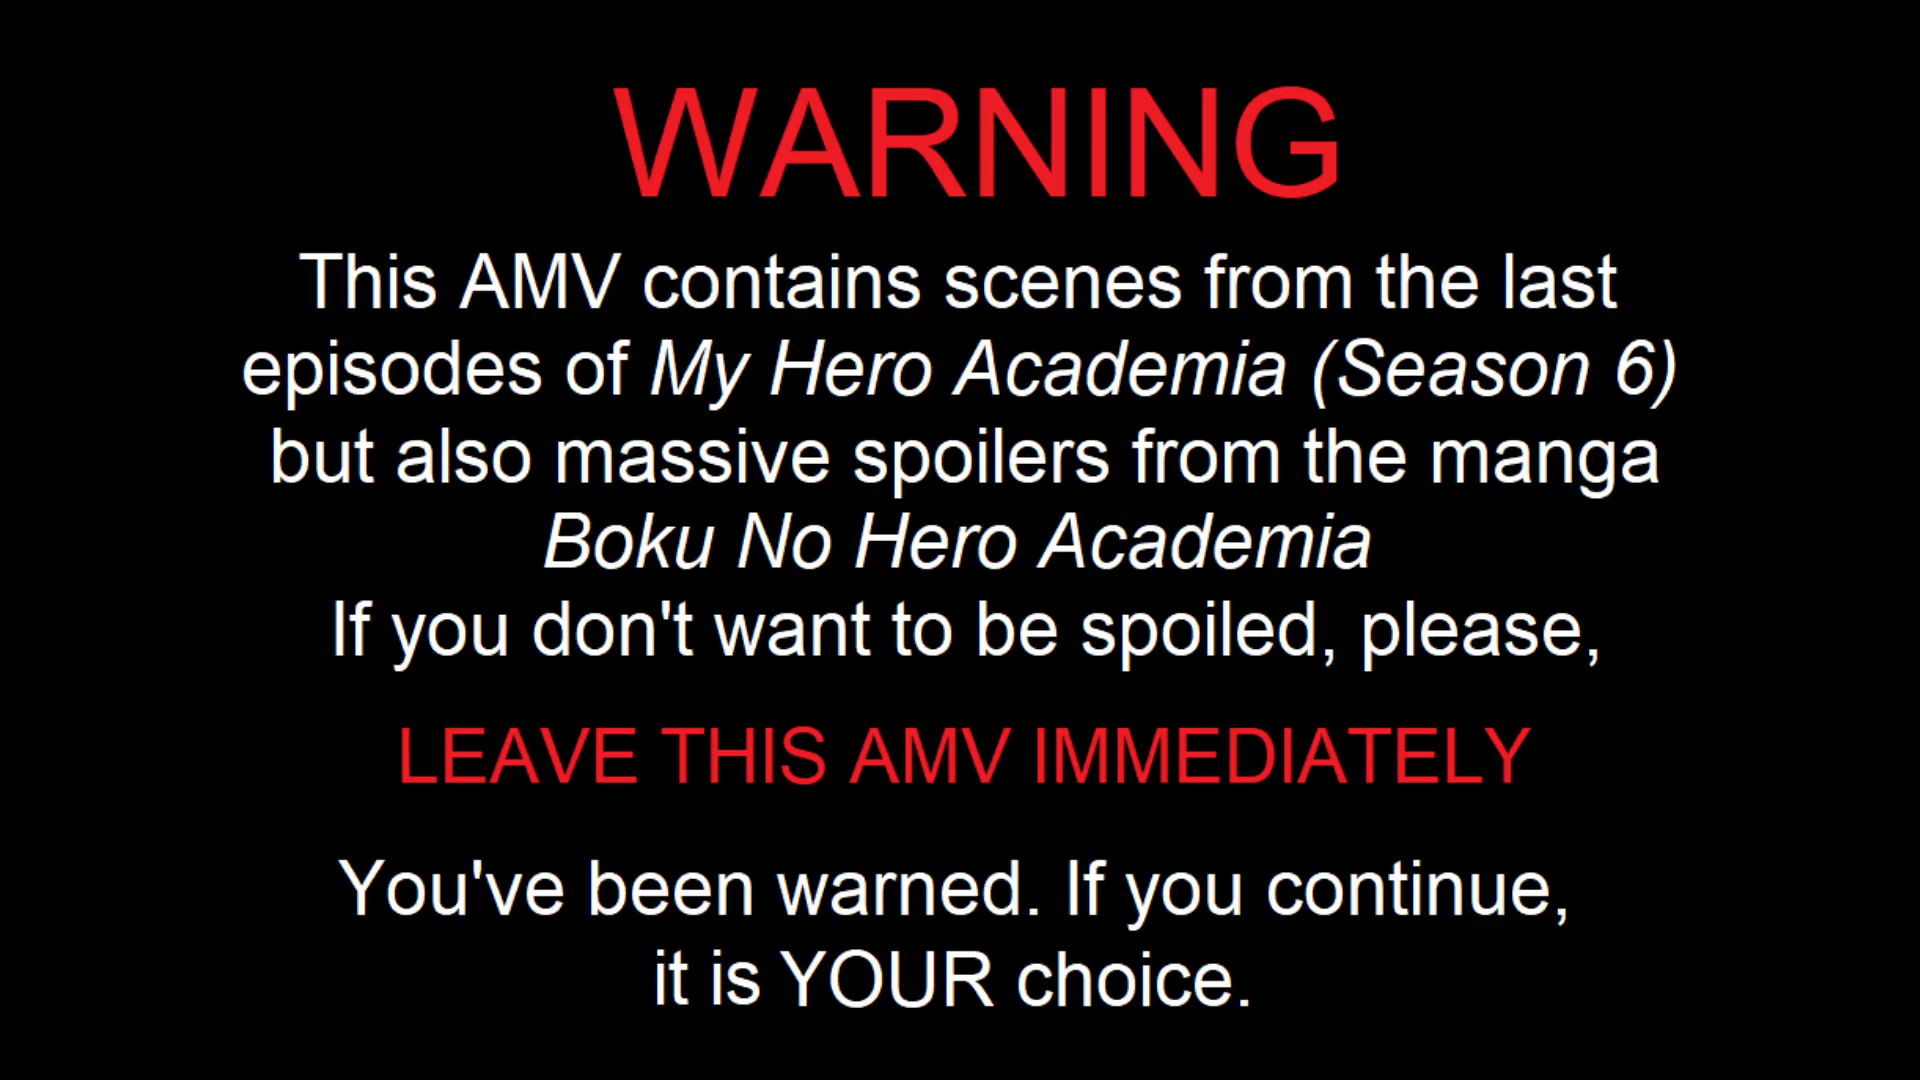 WARNING
This AMV contains scenes from the last
episodes of My Hero Academia (Season 6)
but also massive spoilers from the manga
Boku No Hero Academia
If you don't want to be spoiled, please,
LEAVE THIS AMV IMMEDIATELY
You've been warned. If you continue,
it is YOUR choice.